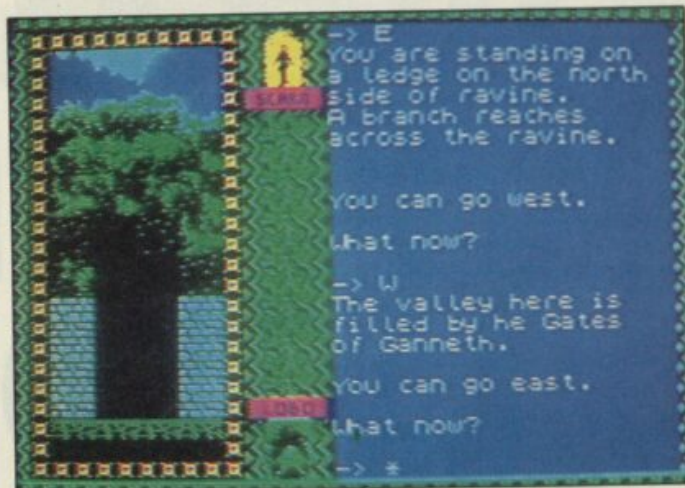 -> E
You are standing on
a ledge on the north
side of ravine.
A branch reaches
across the ravine.
You can go west.
What now?
-> W
The valley here is
filled by he Gates
of Ganneth.
You can go east.
What now?
-> *
LOBO